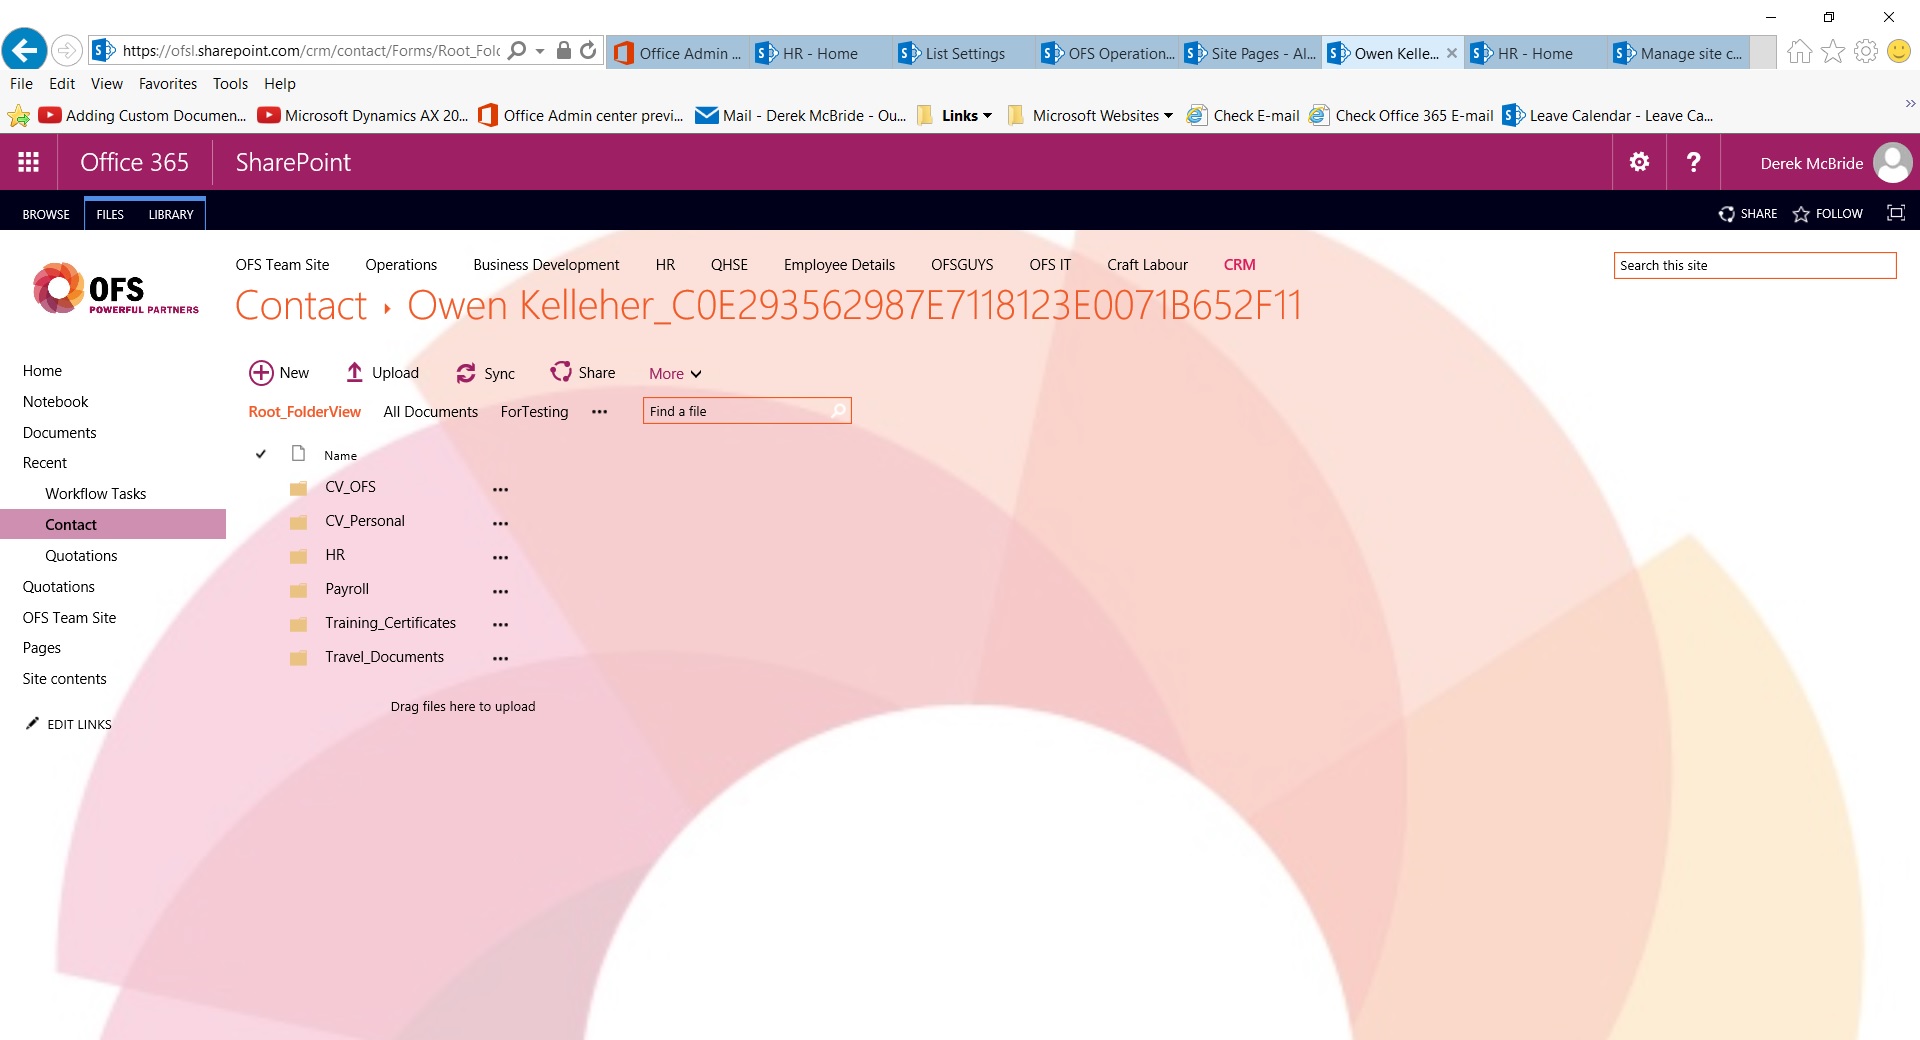 https://ofsl.sharepoint.com/crm/contact/Forms/Root_Fol
Office Admin ...
HR - Home
List Settings
OFS Operation...
Site Pages - Al...
Owen Kelle...
HR - Home
Manage site c...
File Edit View Favorites Tools Help
Adding Custom Documen...
Microsoft Dynamics AX 20...
Office Admin center previ...
Mail - Derek McBride - Ou...
Links
Microsoft Websites
Check E-mail
Check Office 365 E-mail
Leave Calendar - Leave Ca...
Office 365
SharePoint
?
Derek McBride
BROWSE FILES LIBRARY
SHARE
FOLLOW
OFS
POWERFUL PARTNERS
OFS Team Site Operations Business Development HR QHSE Employee Details OFSGUYS OFS IT Craft Labour CRM
Search this site
Contact ▸ Owen Kelleher_C0E293562987E7118123E0071B652F11
Home
Notebook
Documents
Recent
Workflow Tasks
Contact
Quotations
Quotations
OFS Team Site
Pages
Site contents
EDIT LINKS
New
Upload
Sync
Share
More
Root_FolderView All Documents ForTesting ...
Find a file
Name
CV_OFS ...
CV_Personal ...
HR ...
Payroll ...
Training_Certificates ...
Travel_Documents ...
Drag files here to upload